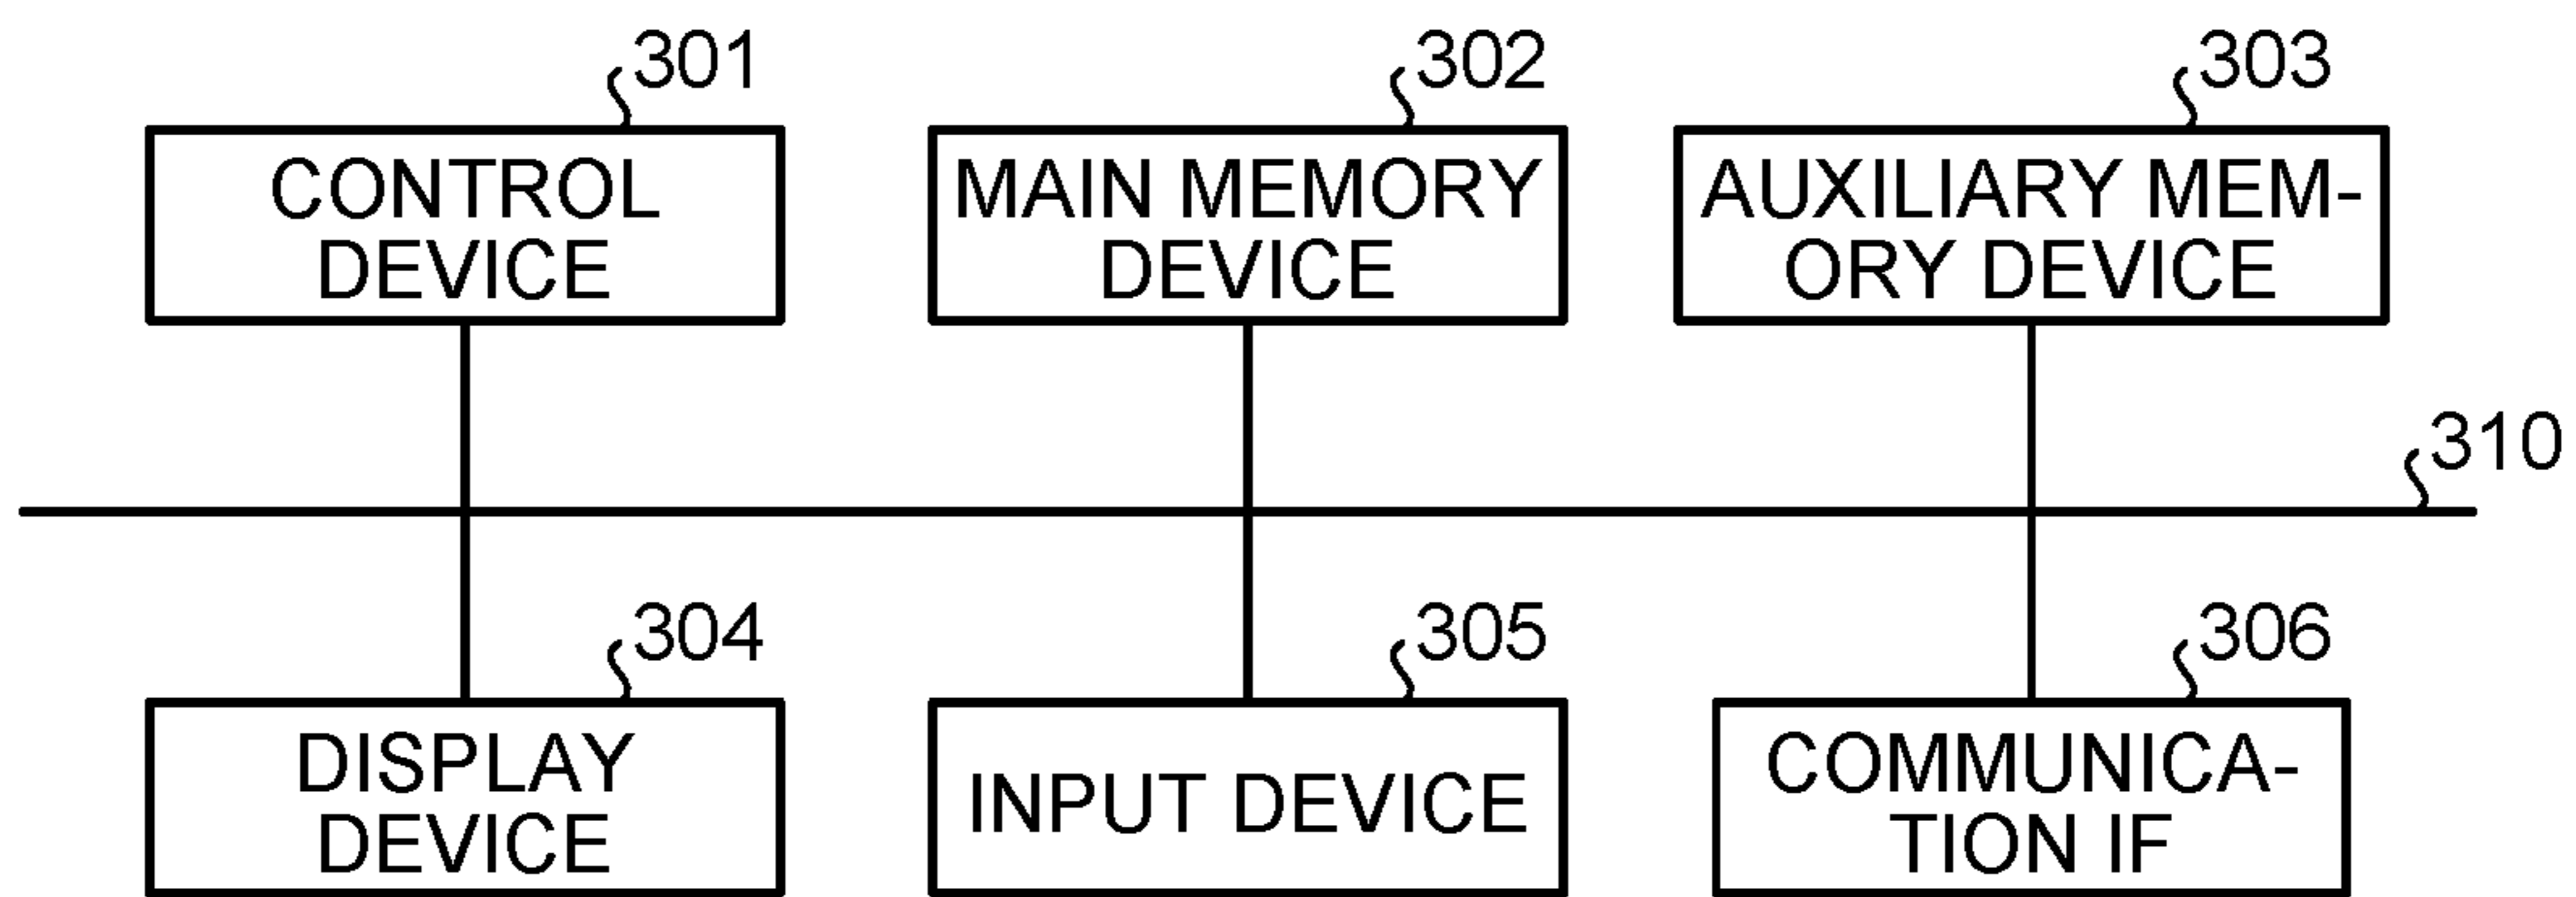 301
CONTROL
DEVICE
302
MAIN MEMORY
DEVICE
303
AUXILIARY MEM-
ORY DEVICE
310
304
DISPLAY
DEVICE
305
INPUT DEVICE
306
COMMUNICA-
TION IF